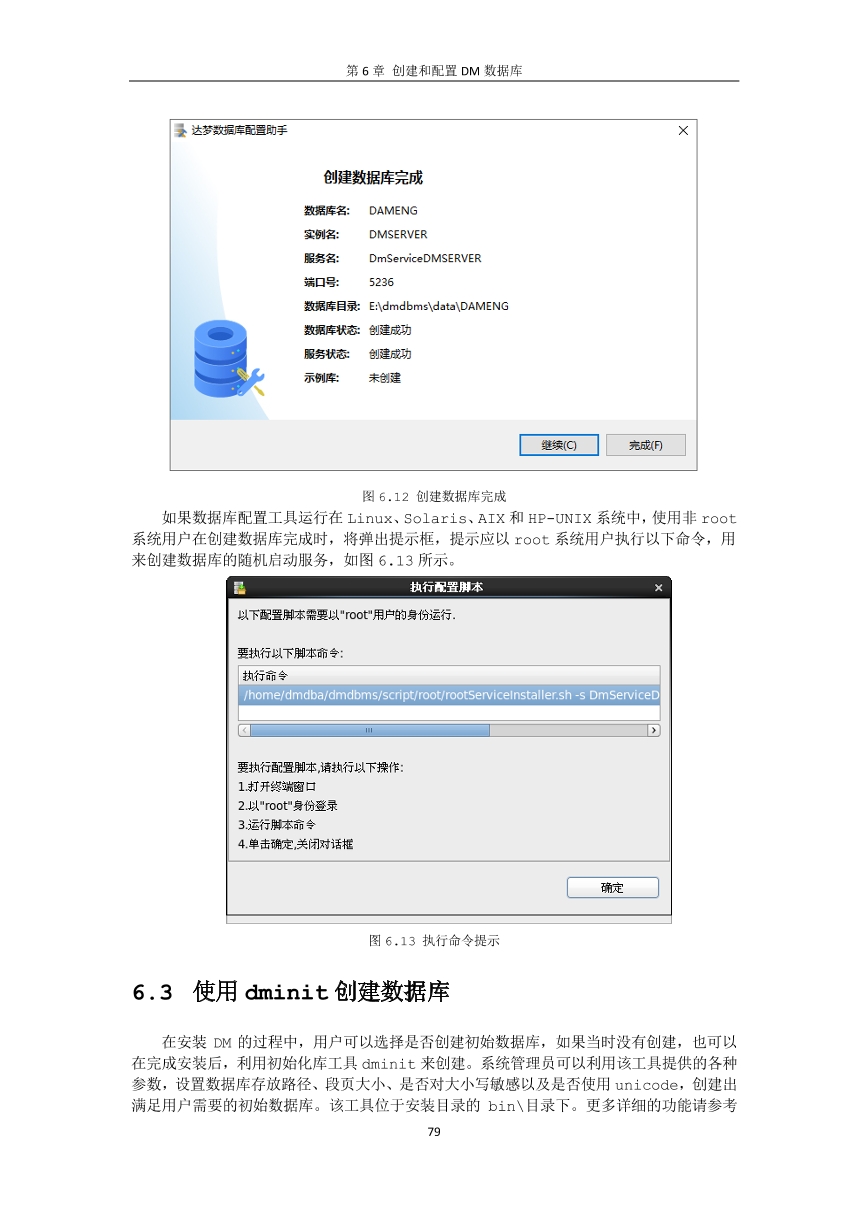 第 6 章 创建和配置 DM 数据库
达梦数据库配置助手
创建数据库完成
数据库名: DAMENG
实例名: DMSERVER
服务名: DmServiceDMSERVER
端口号: 5236
数据库目录: E:\dmdbms\data\DAMENG
数据库状态: 创建成功
服务状态: 创建成功
示例库: 未创建
继续(C) 完成(F)
图 6.12 创建数据库完成
如果数据库配置工具运行在 Linux、Solaris、AIX 和 HP-UNIX 系统中,使用非 root
系统用户在创建数据库完成时，将弹出提示框，提示应以 root 系统用户执行以下命令，用
来创建数据库的随机启动服务，如图 6.13 所示。
执行配置脚本
以下配置脚本需要以"root"用户的身份运行.
要执行以下脚本命令:
执行命令
/home/dmdba/dmdbms/script/root/rootServiceInstaller.sh -s DmServiceD
要执行配置脚本,请执行以下操作:
1.打开终端窗口
2.以"root"身份登录
3.运行脚本命令
4.单击确定,关闭对话框
确定
图 6.13 执行命令提示
6.3 使用 dminit 创建数据库
在安装 DM 的过程中，用户可以选择是否创建初始数据库，如果当时没有创建，也可以
在完成安装后，利用初始化库工具 dminit 来创建。系统管理员可以利用该工具提供的各种
参数，设置数据库存放路径、段页大小、是否对大小写敏感以及是否使用 unicode，创建出
满足用户需要的初始数据库。该工具位于安装目录的 bin\目录下。更多详细的功能请参考
79